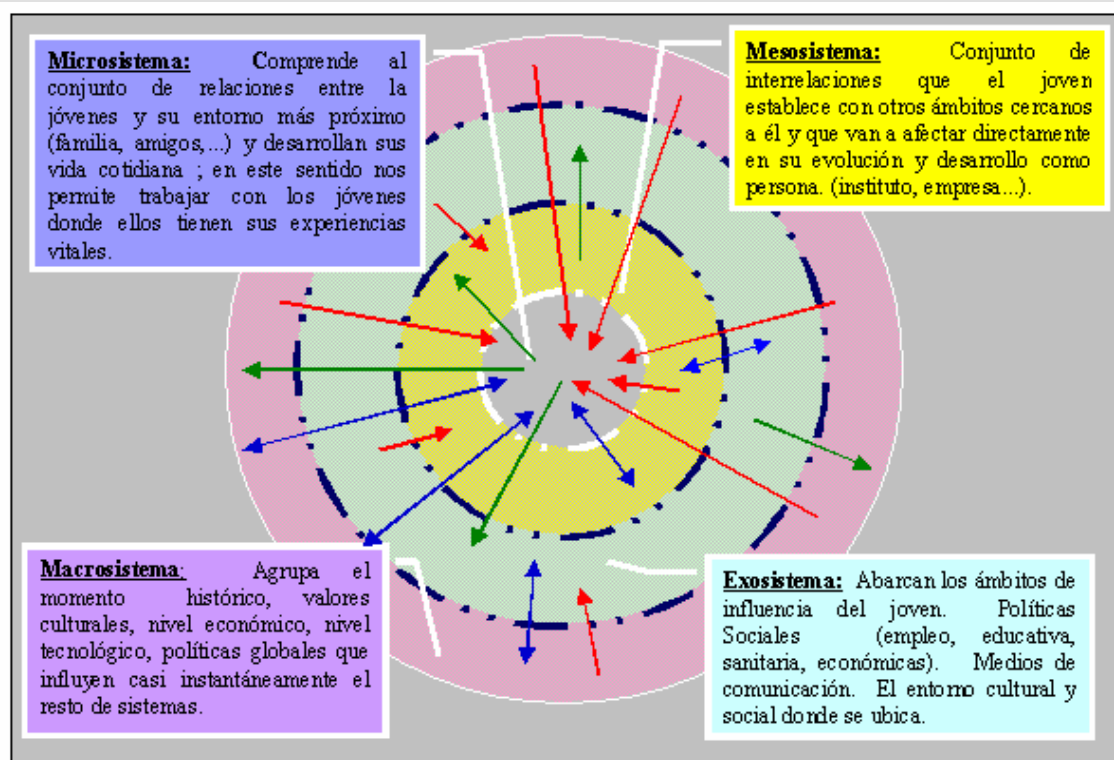 Microsistema: Comprende al
conjunto de relaciones entre la
jóvenes y su entorno más próximo
(familia, amigos,...) y desarrollan sus
vida cotidiana ; en este sentido nos
permite trabajar con los jóvenes
donde ellos tienen sus experiencias
vitales.
Mesosistema: Conjunto de
interrelaciones que el joven
establece con otros ámbitos cercanos
a él y que van a afectar directamente
en su evolución y desarrollo como
persona. (instituto, empresa...).
Macrosistema: Agrupa el
momento histórico, valores
culturales, nivel económico, nivel
tecnológico, políticas globales que
influyen casi instantáneamente el
resto de sistemas.
Exosistema: Abarcan los ámbitos de
influencia del joven. Políticas
Sociales (empleo, educativa,
sanitaria, económicas). Medios de
comunicación. El entorno cultural y
social donde se ubica.